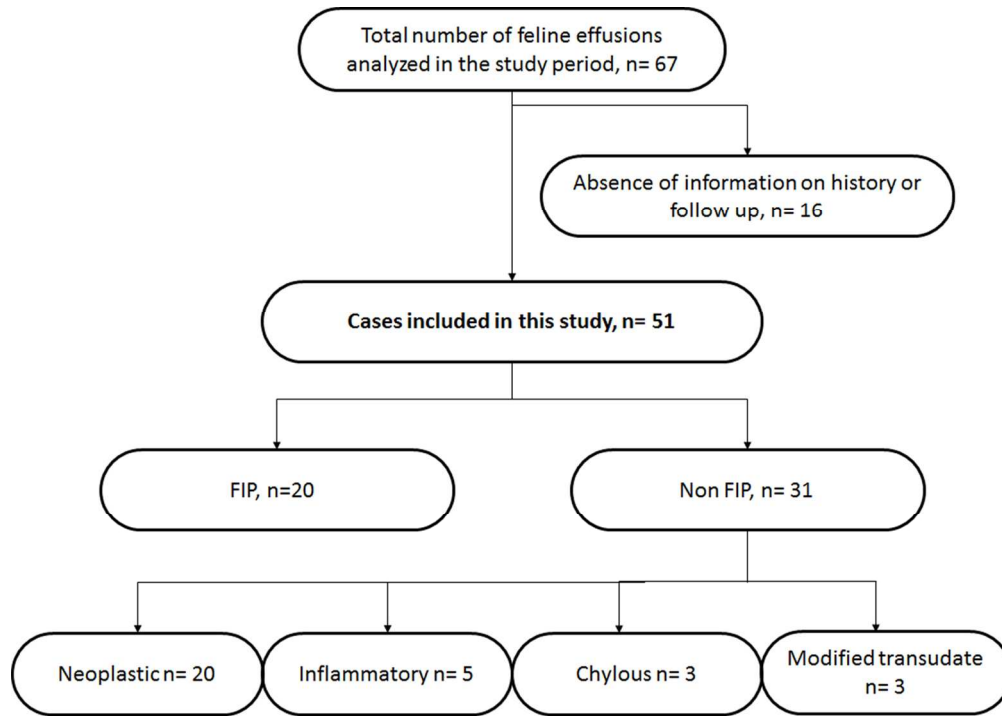 Total number of feline effusions
analyzed in the study period, n= 67
Absence of information on history or
follow up, n= 16
Cases included in this study, n= 51
FIP, n=20
Non FIP, n= 31
Neoplastic n= 20
Inflammatory n= 5
Chylous n= 3
Modified transudate
n= 3